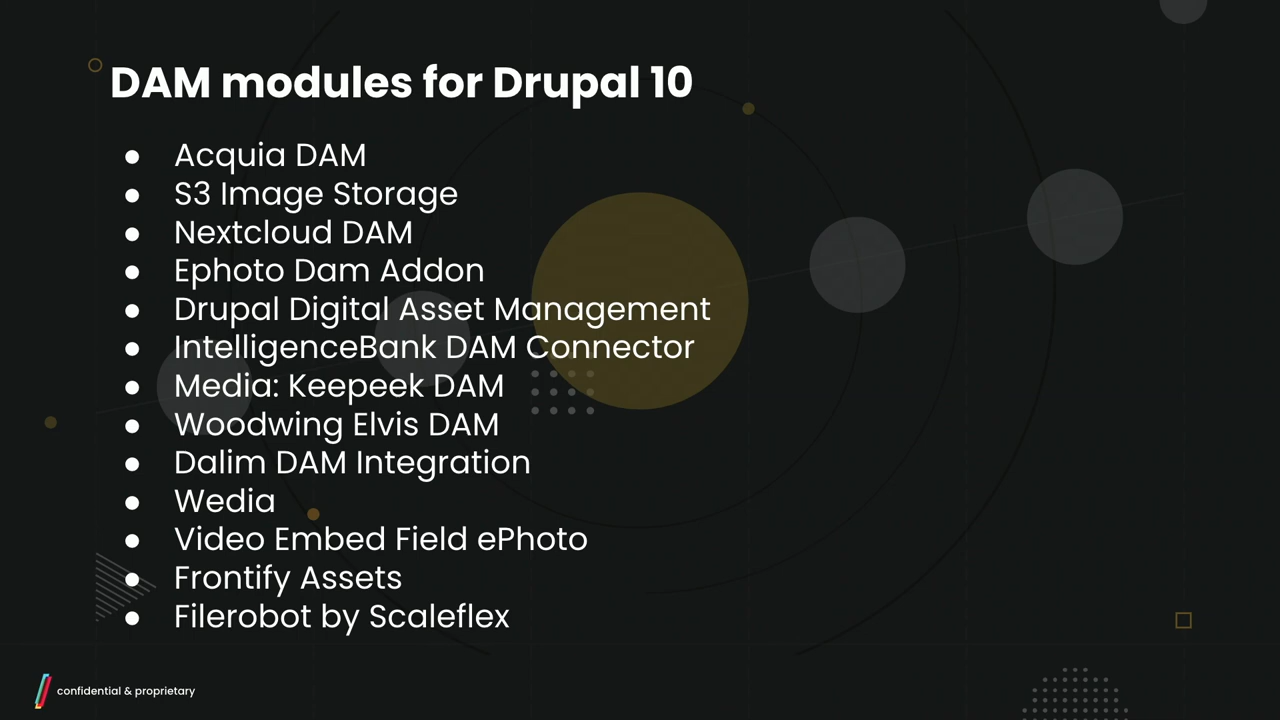 DAM modules for Drupal 10
● Acquia DAM
● S3 Image Storage
● Nextcloud DAM
● Ephoto Dam Addon
● Drupal Digital Asset Management
● IntelligenceBank DAM Connector
● Media: Keepeek DAM
● Woodwing Elvis DAM
● Dalim DAM Integration
● Wedia
● Video Embed Field ePhoto
● Frontify Assets
● Filerobot by Scaleflex
confidential & proprietary